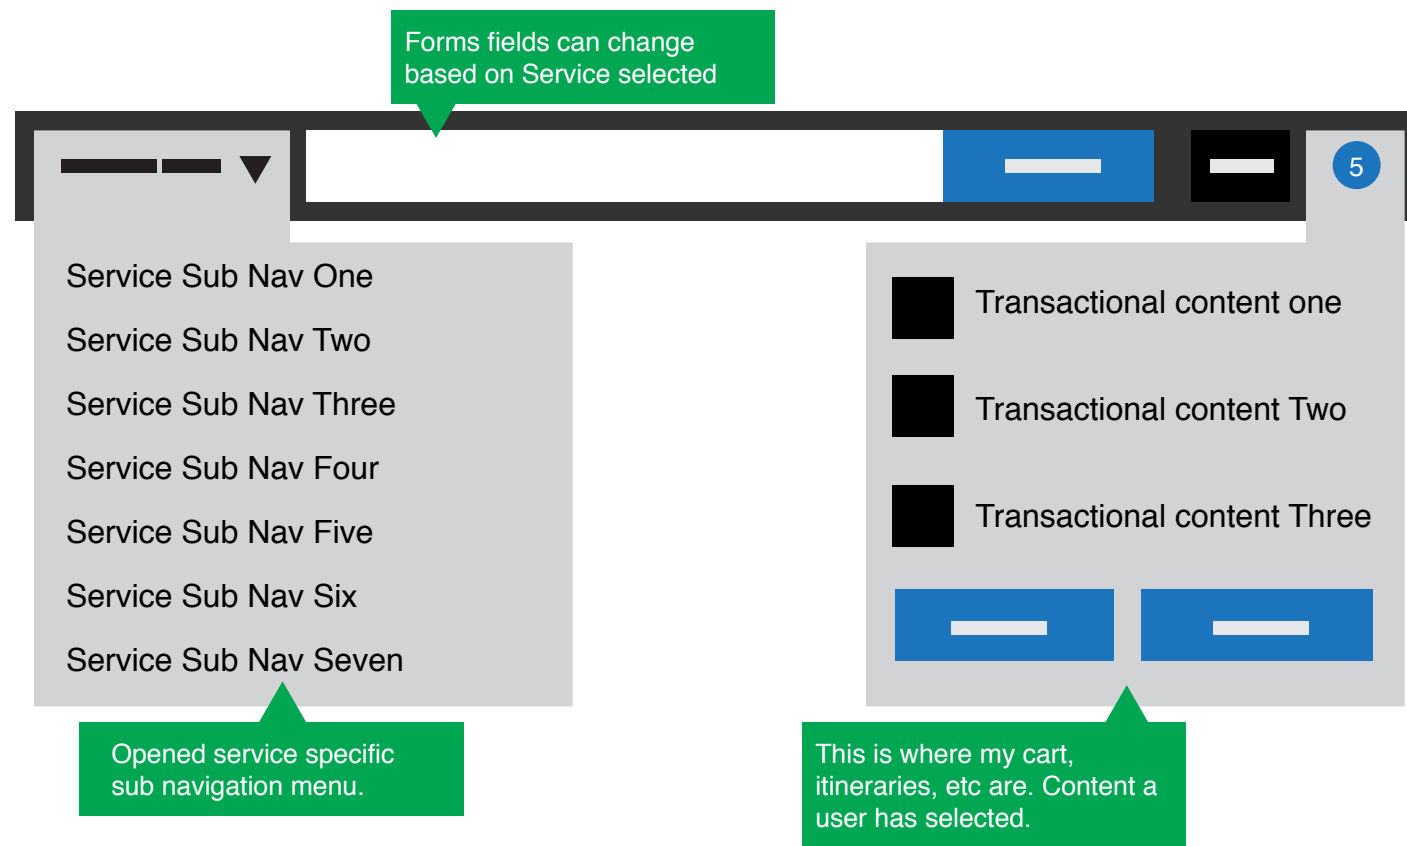 Forms fields can change
based on Service selected
5
Service Sub Nav One
Service Sub Nav Two
Service Sub Nav Three
Service Sub Nav Four
Service Sub Nav Five
Service Sub Nav Six
Service Sub Nav Seven
Transactional content one
Transactional content Two
Transactional content Three
Opened service specific
sub navigation menu.
This is where my cart,
itineraries, etc are. Content a
user has selected.